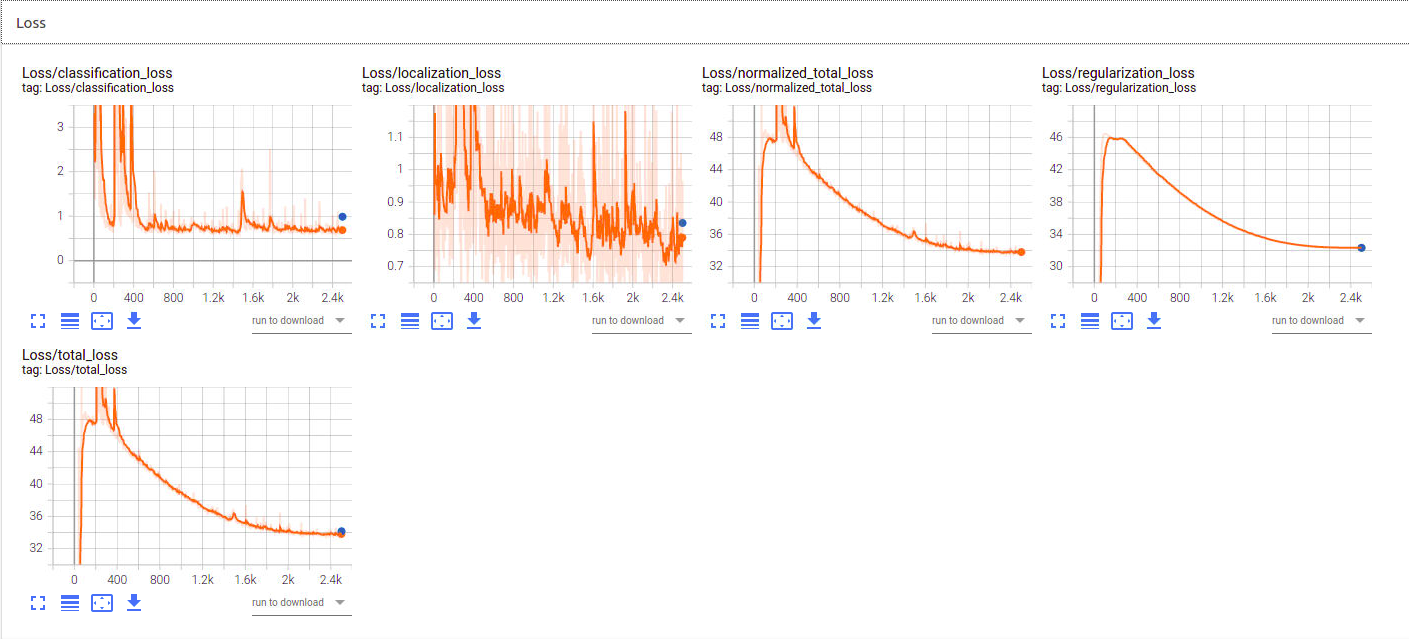 Loss
Loss/classification_loss
tag: Loss/classification_loss
3
2
1
0
0 400 800 1.2k 1.6k 2k 2.4k
run to download
Loss/localization_loss
tag: Loss/localization_loss
1.1
1
0.9
0.8
0.7
0 400 800 1.2k 1.6k 2k 2.4k
run to download
Loss/normalized_total_loss
tag: Loss/normalized_total_loss
48
44
40
36
32
0 400 800 1.2k 1.6k 2k 2.4k
run to download
Loss/regularization_loss
tag: Loss/regularization_loss
46
42
38
34
30
0 400 800 1.2k 1.6k 2k 2.4k
run to download
Loss/total_loss
tag: Loss/total_loss
48
44
40
36
32
0 400 800 1.2k 1.6k 2k 2.4k
run to download